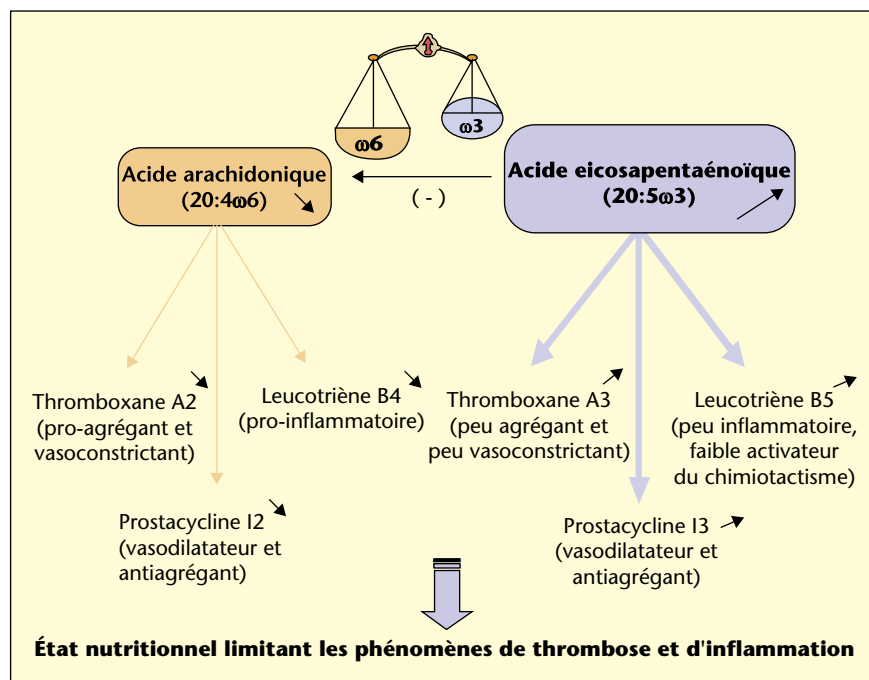 ω6
ω3
Acide arachidonique
(20:4ω6)
( - )
Acide eicosapentaénoïque
(20:5ω3)
Thromboxane A2
(pro-agrégant et
vasoconstrictant)
Leucotriène B4
(pro-inflammatoire)
Prostacycline I2
(vasodilatateur et
antiagrégant)
Thromboxane A3
(peu agrégant et
peu vasoconstrictant)
Leucotriène B5
(peu inflammatoire,
faible activateur
du chimiotactisme)
Prostacycline I3
(vasodilatateur et
antiagrégant)
État nutritionnel limitant les phénomènes de thrombose et d'inflammation